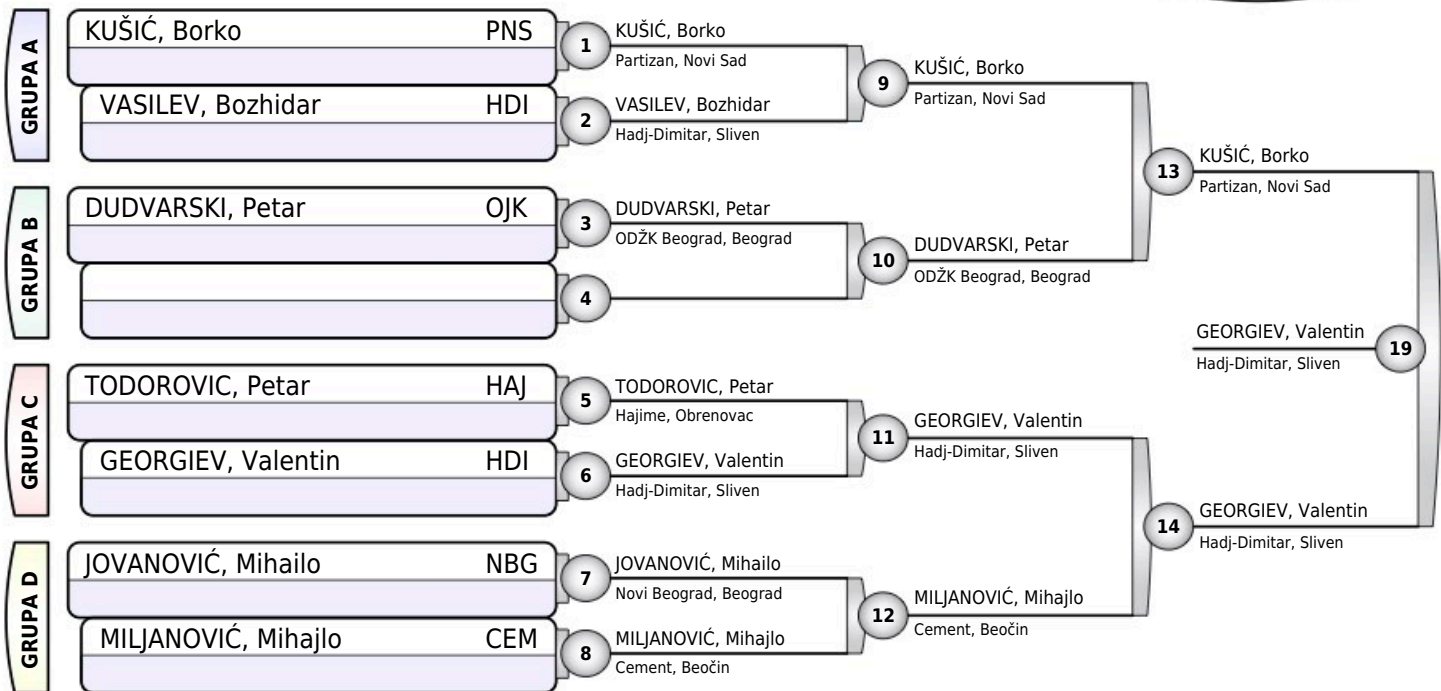 GRUPA A
KUŠIĆ, Borko PNS
VASILEV, Bozhidar HDI
GRUPA B
DUDVARSKI, Petar OJK
GRUPA C
TODOROVIC, Petar HAJ
GEORGIEV, Valentin HDI
GRUPA D
JOVANOVIĆ, Mihailo NBG
MILJANOVIĆ, Mihajlo CEM
1
KUŠIĆ, Borko
Partizan, Novi Sad
2
VASILEV, Bozhidar
Hadj-Dimitar, Sliven
3
DUDVARSKI, Petar
ODŽK Beograd, Beograd
4
5
TODOROVIC, Petar
Hajime, Obrenovac
6
GEORGIEV, Valentin
Hadj-Dimitar, Sliven
7
JOVANOVIĆ, Mihailo
Novi Beograd, Beograd
8
MILJANOVIĆ, Mihajlo
Cement, Beočin
9
KUŠIĆ, Borko
Partizan, Novi Sad
10
DUDVARSKI, Petar
ODŽK Beograd, Beograd
11
GEORGIEV, Valentin
Hadj-Dimitar, Sliven
12
MILJANOVIĆ, Mihajlo
Cement, Beočin
13
KUŠIĆ, Borko
Partizan, Novi Sad
14
GEORGIEV, Valentin
Hadj-Dimitar, Sliven
GEORGIEV, Valentin
Hadj-Dimitar, Sliven
19